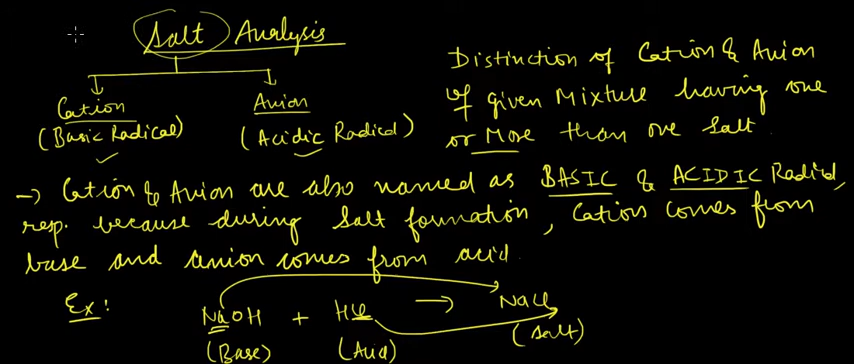 Salt Analysis
Cation
(Basic Radical)
Anion
(Acidic Radical)
Distinction of Cation & Anion
of given Mixture having one
or More than one Salt
→ Cation & Anion are also named as BASIC & ACIDIC Radical,
resp. because during Salt formation, Cation comes from
base and anion comes from acid.
Ex:
NaOH + HCl → NaCl
(Base) (Acid) (Salt)